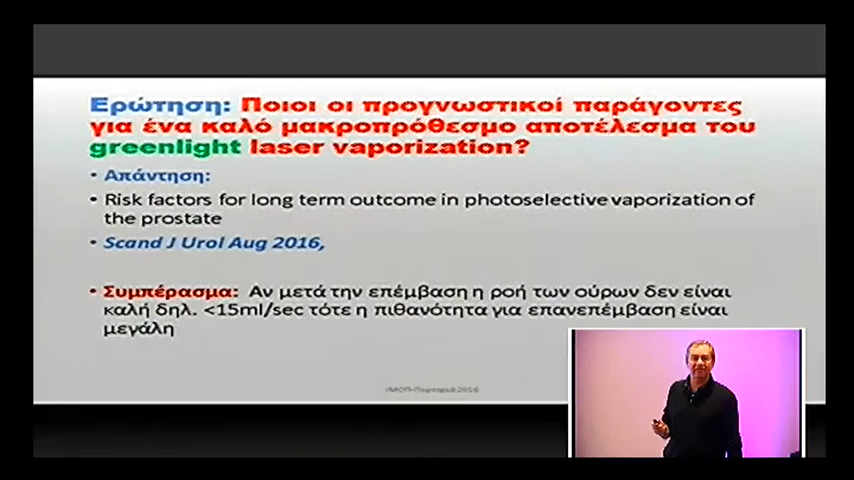 Ερώτηση: Ποιοι οι προγνωστικοί παράγοντες
για ένα καλό μακροπρόθεσμο αποτέλεσμα του
greenlight laser vaporization?
• Απάντηση:
• Risk factors for long term outcome in photoselective vaporization of
the prostate
• Scand J Urol Aug 2016,
• Συμπέρασμα: Αν μετά την επέμβαση η ροή των ούρων δεν είναι
καλή δηλ. <15ml/sec τότε η πιθανότητα για επανεπέμβαση είναι
μεγάλη